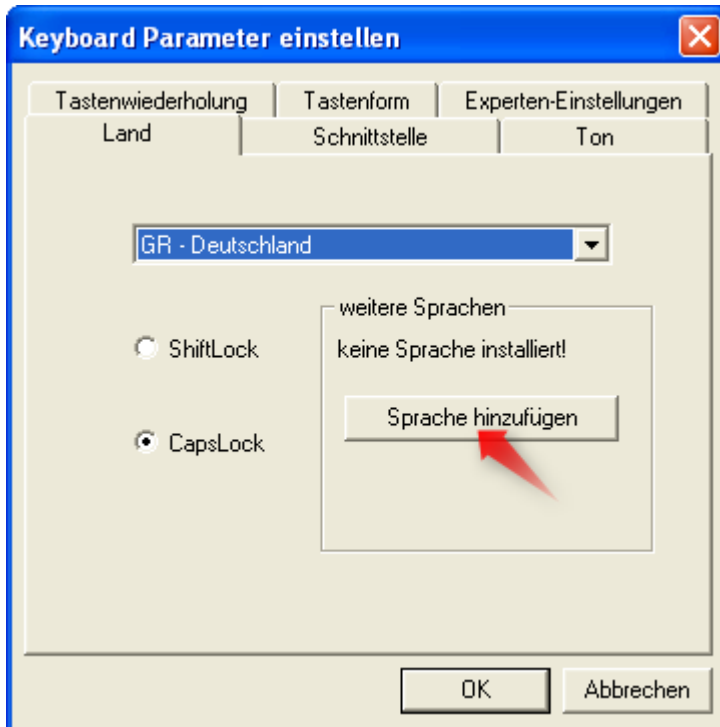 Keyboard Parameter einstellen
Tastenwiederholung Tastenform Experten-Einstellungen
Land Schnittstelle Ton
GR - Deutschland
weitere Sprachen
ShiftLock keine Sprache installiert!
Sprache hinzufügen
CapsLock
OK Abbrechen